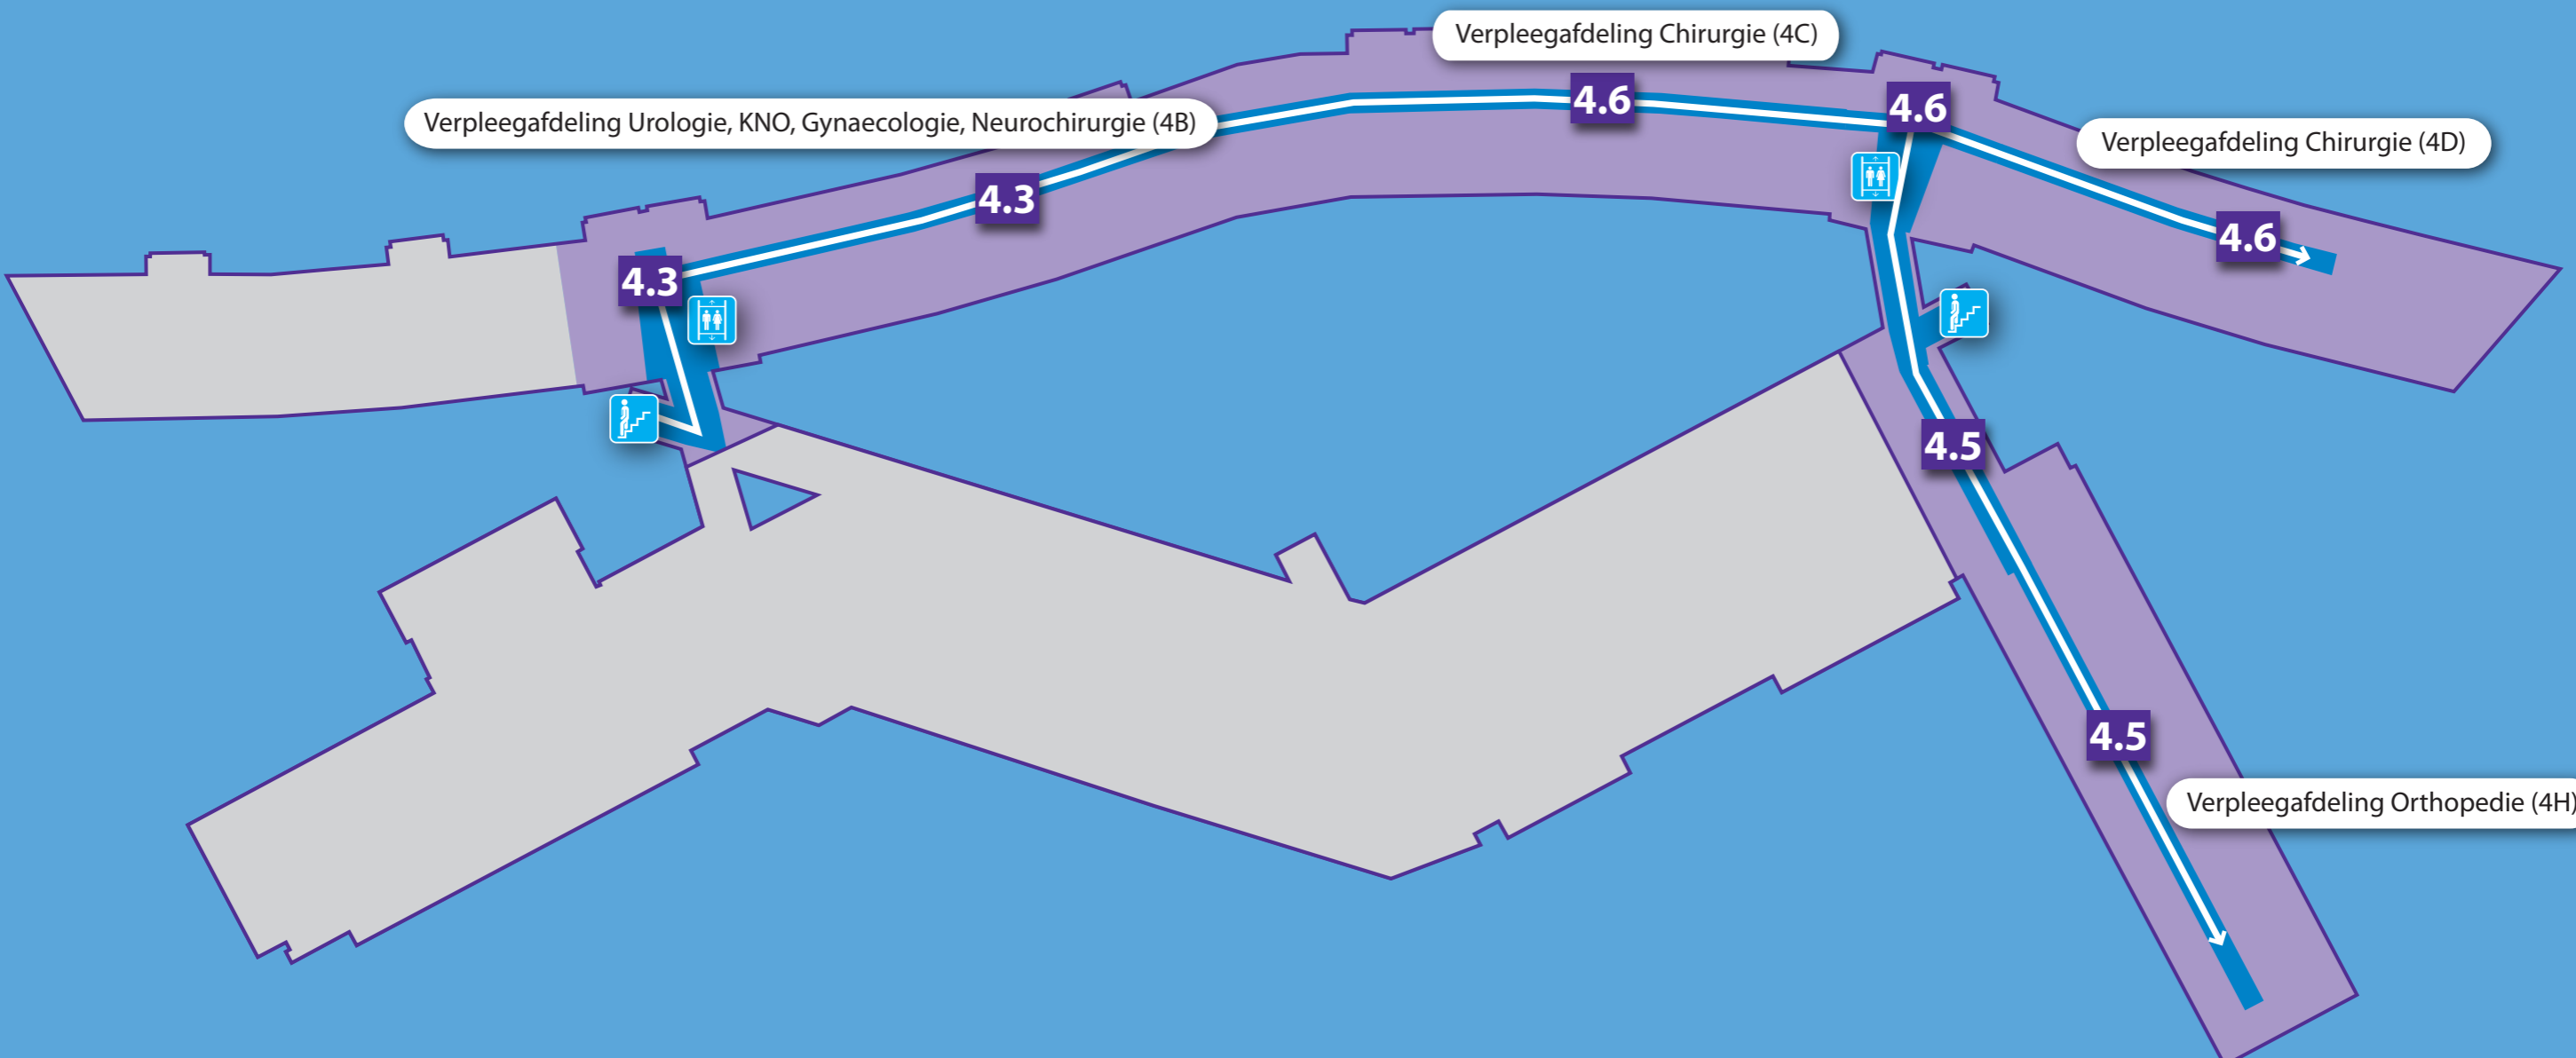 Verpleegafdeling Chirurgie (4C)
Verpleegafdeling Urologie, KNO, Gynaecologie, Neurochirurgie (4B)
4.6
4.6
Verpleegafdeling Chirurgie (4D)
4.3
4.6
4.3
4.5
4.5
Verpleegafdeling Orthopedie (4H)